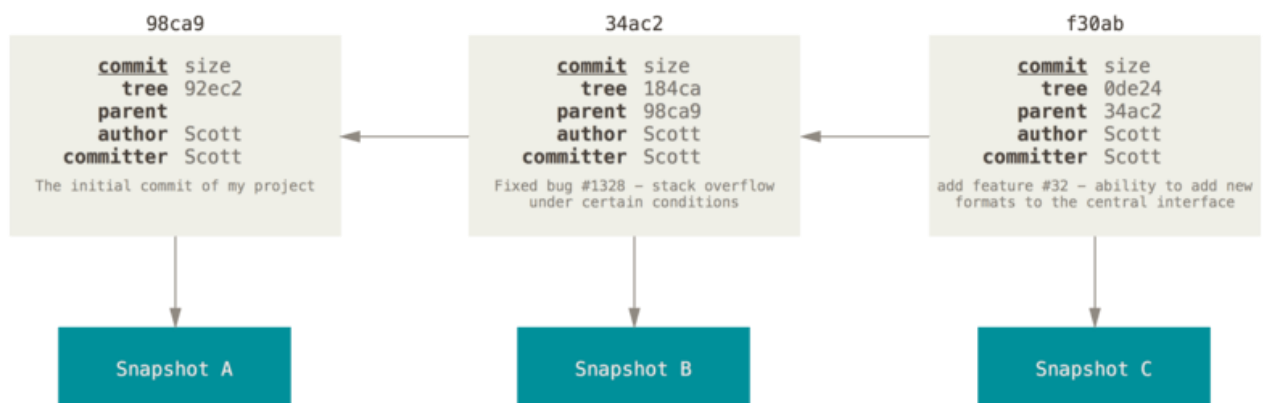 98ca9
commit size
tree 92ec2
parent
author Scott
committer Scott
The initial commit of my project
Snapshot A
34ac2
commit size
tree 184ca
parent 98ca9
author Scott
committer Scott
Fixed bug #1328 – stack overflow
under certain conditions
Snapshot B
f30ab
commit size
tree 0de24
parent 34ac2
author Scott
committer Scott
add feature #32 – ability to add new
formats to the central interface
Snapshot C